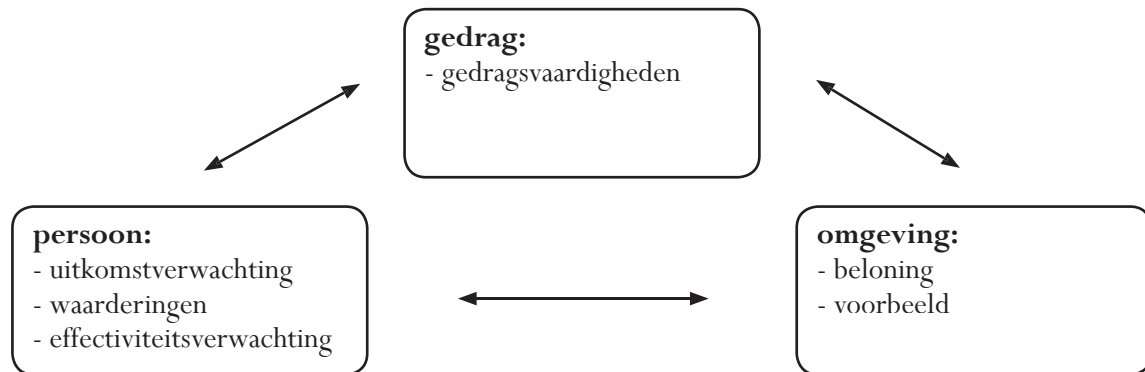 gedrag:
- gedragsvaardigheden
persoon:
- uitkomstverwachting
- waarderingen
- effectiviteitsverwachting
omgeving:
- beloning
- voorbeeld